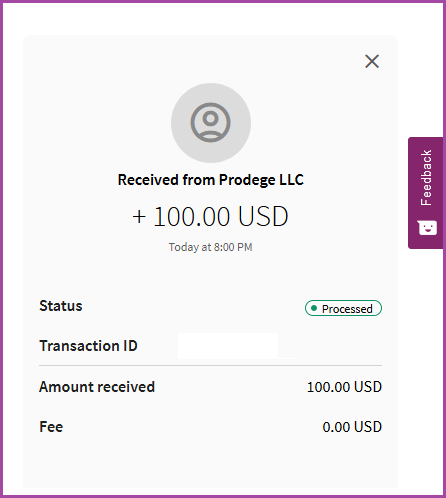 Received from Prodege LLC
+ 100.00 USD
Today at 8:00 PM
Feedback
Status Processed
Transaction ID
Amount received 100.00 USD
Fee 0.00 USD